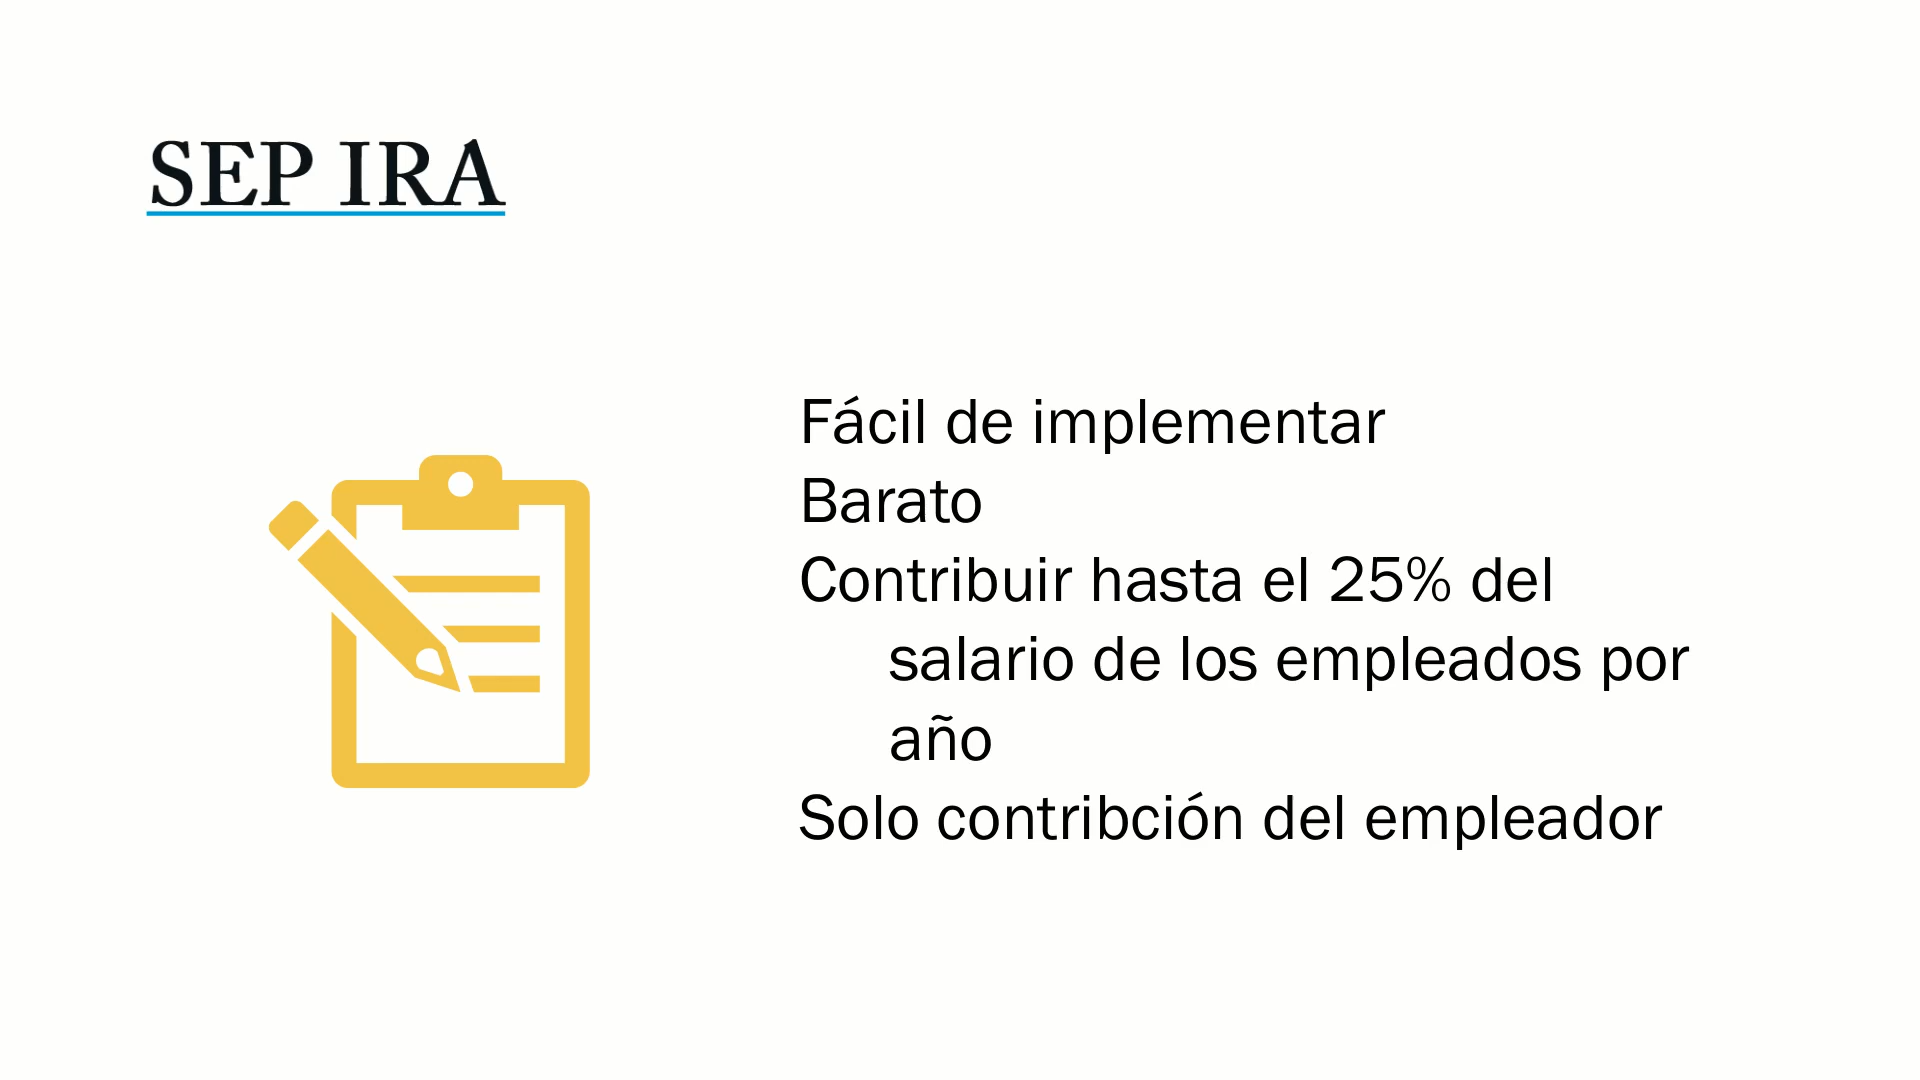 SEP IRA
Fácil de implementar
Barato
Contribuir hasta el 25% del
salario de los empleados por
año
Solo contribción del empleador